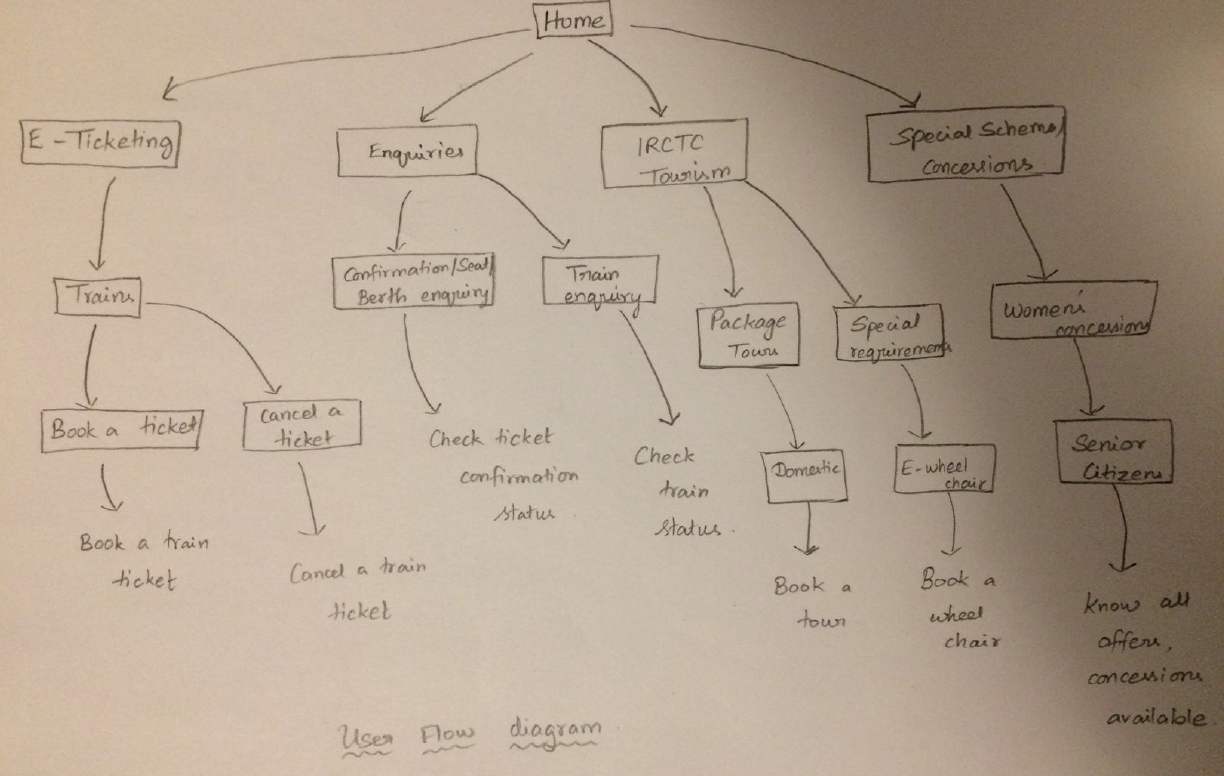 Home
E-Ticketing
Enquiries
IRCTC
Tourism
Special Schemes/
Concessions
Trains
Confirmation/Seat/
Berth enquiry
Train
enquiry
Package
Tours
Special
requirements
Women's
concessions
Book a ticket
Cancel a
ticket
Check ticket
confirmation
status
Check
train
status.
Domestic
E-wheel
chair
Senior
Citizens
Book a train
ticket
Cancel a train
ticket
Book a
tour
Book a
wheel
chair
Know all
offers,
concessions
available.
User Flow diagram